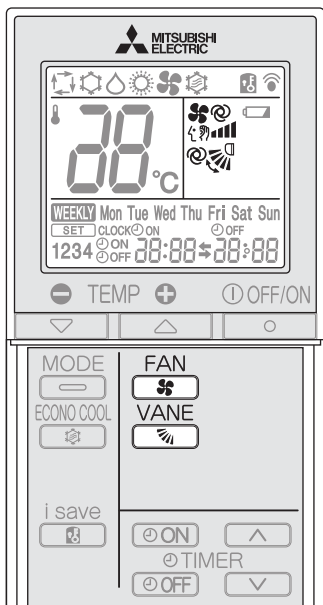 MITSUBISHI
ELECTRIC
88°C
WEEKLY Mon Tue Wed Thu Fri Sat Sun
SET CLOCK ON OFF
1234 ON OFF 88:88 88:88
TEMP OFF/ON
MODE FAN
ECONO COOL VANE
i save
ON
TIMER
OFF